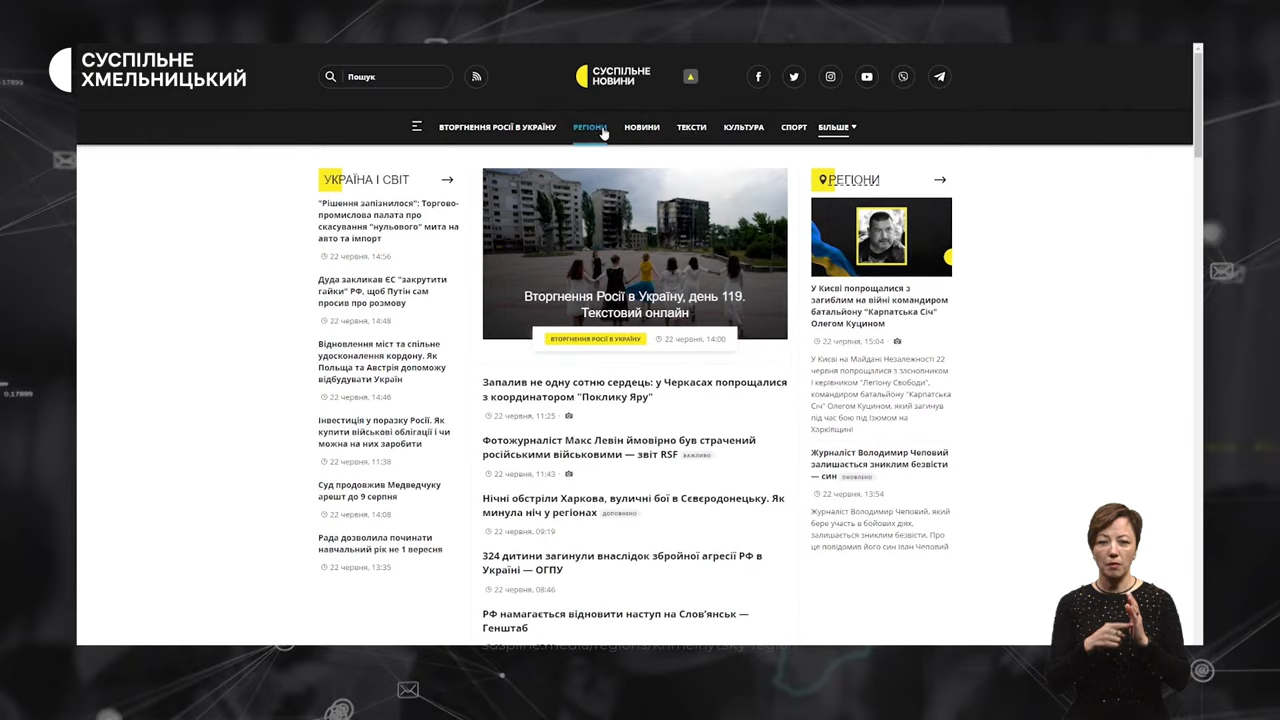 СУСПІЛЬНЕ
ХМЕЛЬНИЦЬКИЙ
Пошук
СУСПІЛЬНЕ
НОВИНИ
ВТОРГНЕННЯ РОСІЇ В УКРАЇНУ
РЕГІОНИ
НОВИНИ
ТЕКСТИ
КУЛЬТУРА
СПОРТ
БІЛЬШЕ
УКРАЇНА І СВІТ
"Рішення запізнилося": Торгово-
промислова палата про
скасування "нульового" мита на
авто та імпорт
22 червня, 14:56
Дуда закликав ЄС "закрутити
гайки" РФ, щоб Путін сам
просив про розмову
22 червня, 14:48
Відновлення міст та спільне
удосконалення кордону. Як
Польща та Австрія допоможу
відбудувати Україн
22 червня, 14:46
Інвестиція у поразку Росії. Як
купити військові облігації і чи
можна на них заробити
22 червня, 11:38
Суд продовжив Медведчуку
арешт до 9 серпня
22 червня, 14:08
Рада дозволила починати
навчальний рік не 1 вересня
22 червня, 13:35
Вторгнення Росії в Україну, день 119.
Текстовий онлайн
ВТОРГНЕННЯ РОСІЇ В УКРАЇНУ
22 червня, 14:00
Запалив не одну сотню сердець: у Черкасах попрощалися
з координатором "Поклику Яру"
22 червня, 11:25
Фотожурналіст Макс Левін ймовірно був страчений
російськими військовими — звіт RSF ВАЖЛИВО
22 червня, 11:43
Нічні обстріли Харкова, вуличні бої в Сєвєродонецьку. Як
минула ніч у регіонах ДОПОВНЕНО
22 червня, 09:19
324 дитини загинули внаслідок збройної агресії РФ в
Україні — ОГПУ
22 червня, 08:46
РФ намагається відновити наступ на Слов'янськ —
Генштаб
РЕГІОНИ
У Києві попрощалися з
загиблим на війні командиром
батальйону "Карпатська Січ"
Олегом Куцином
22 червня, 15:04
У Києві на Майдані Незалежності 22
червня попрощалися з засновником
і керівником "Легіону Свободи",
командиром батальйону "Карпатська
Січ" Олегом Куцином, який загинув
під час бою під Ізюмом на
Харківщині
Журналіст Володимир Чеповий
залишається зниклим безвісти
— син ОНОВЛЕНО
22 червня, 13:54
Журналіст Володимир Чеповий, який
бере участь в бойових діях,
залишається зниклим безвісти. Про
це повідомив його син Іван Чеповий
suspilne.media/regions/khmelnytsky-region
0,17899